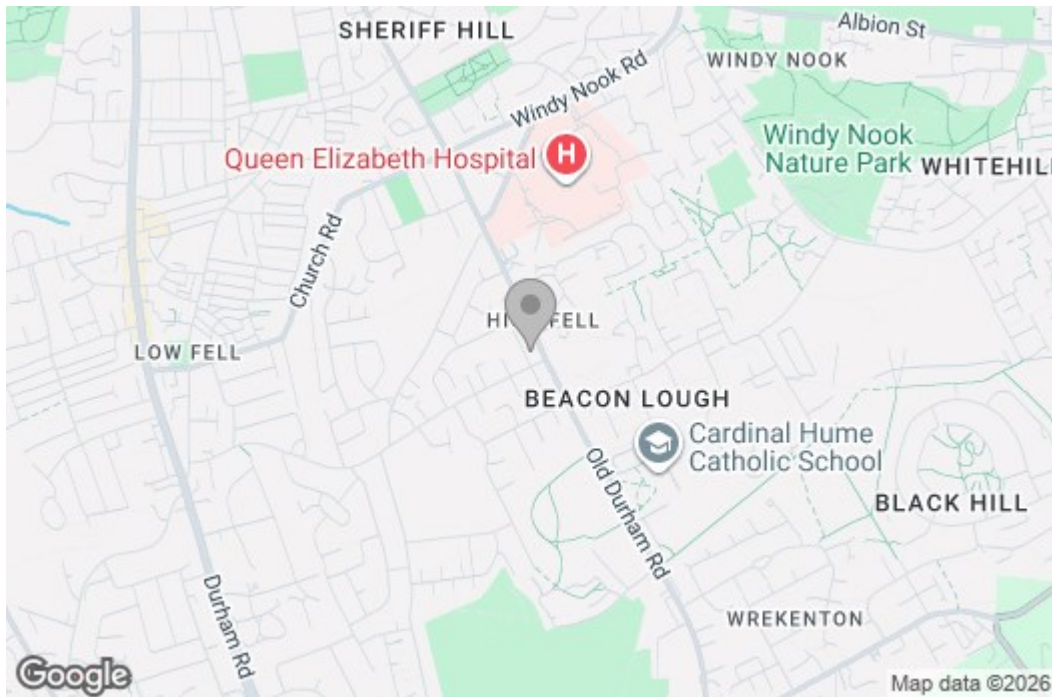 SHERIFF HILL
Albion St
WINDY NOOK
Windy Nook Rd
Queen Elizabeth Hospital
H
Windy Nook
Nature Park
WHITEHIL
Church Rd
HIGH FELL
LOW FELL
BEACON LOUGH
Cardinal Hume
Catholic School
Old Durham Rd
BLACK HILL
Durham Rd
WREKENTON
Google
Map data ©2026